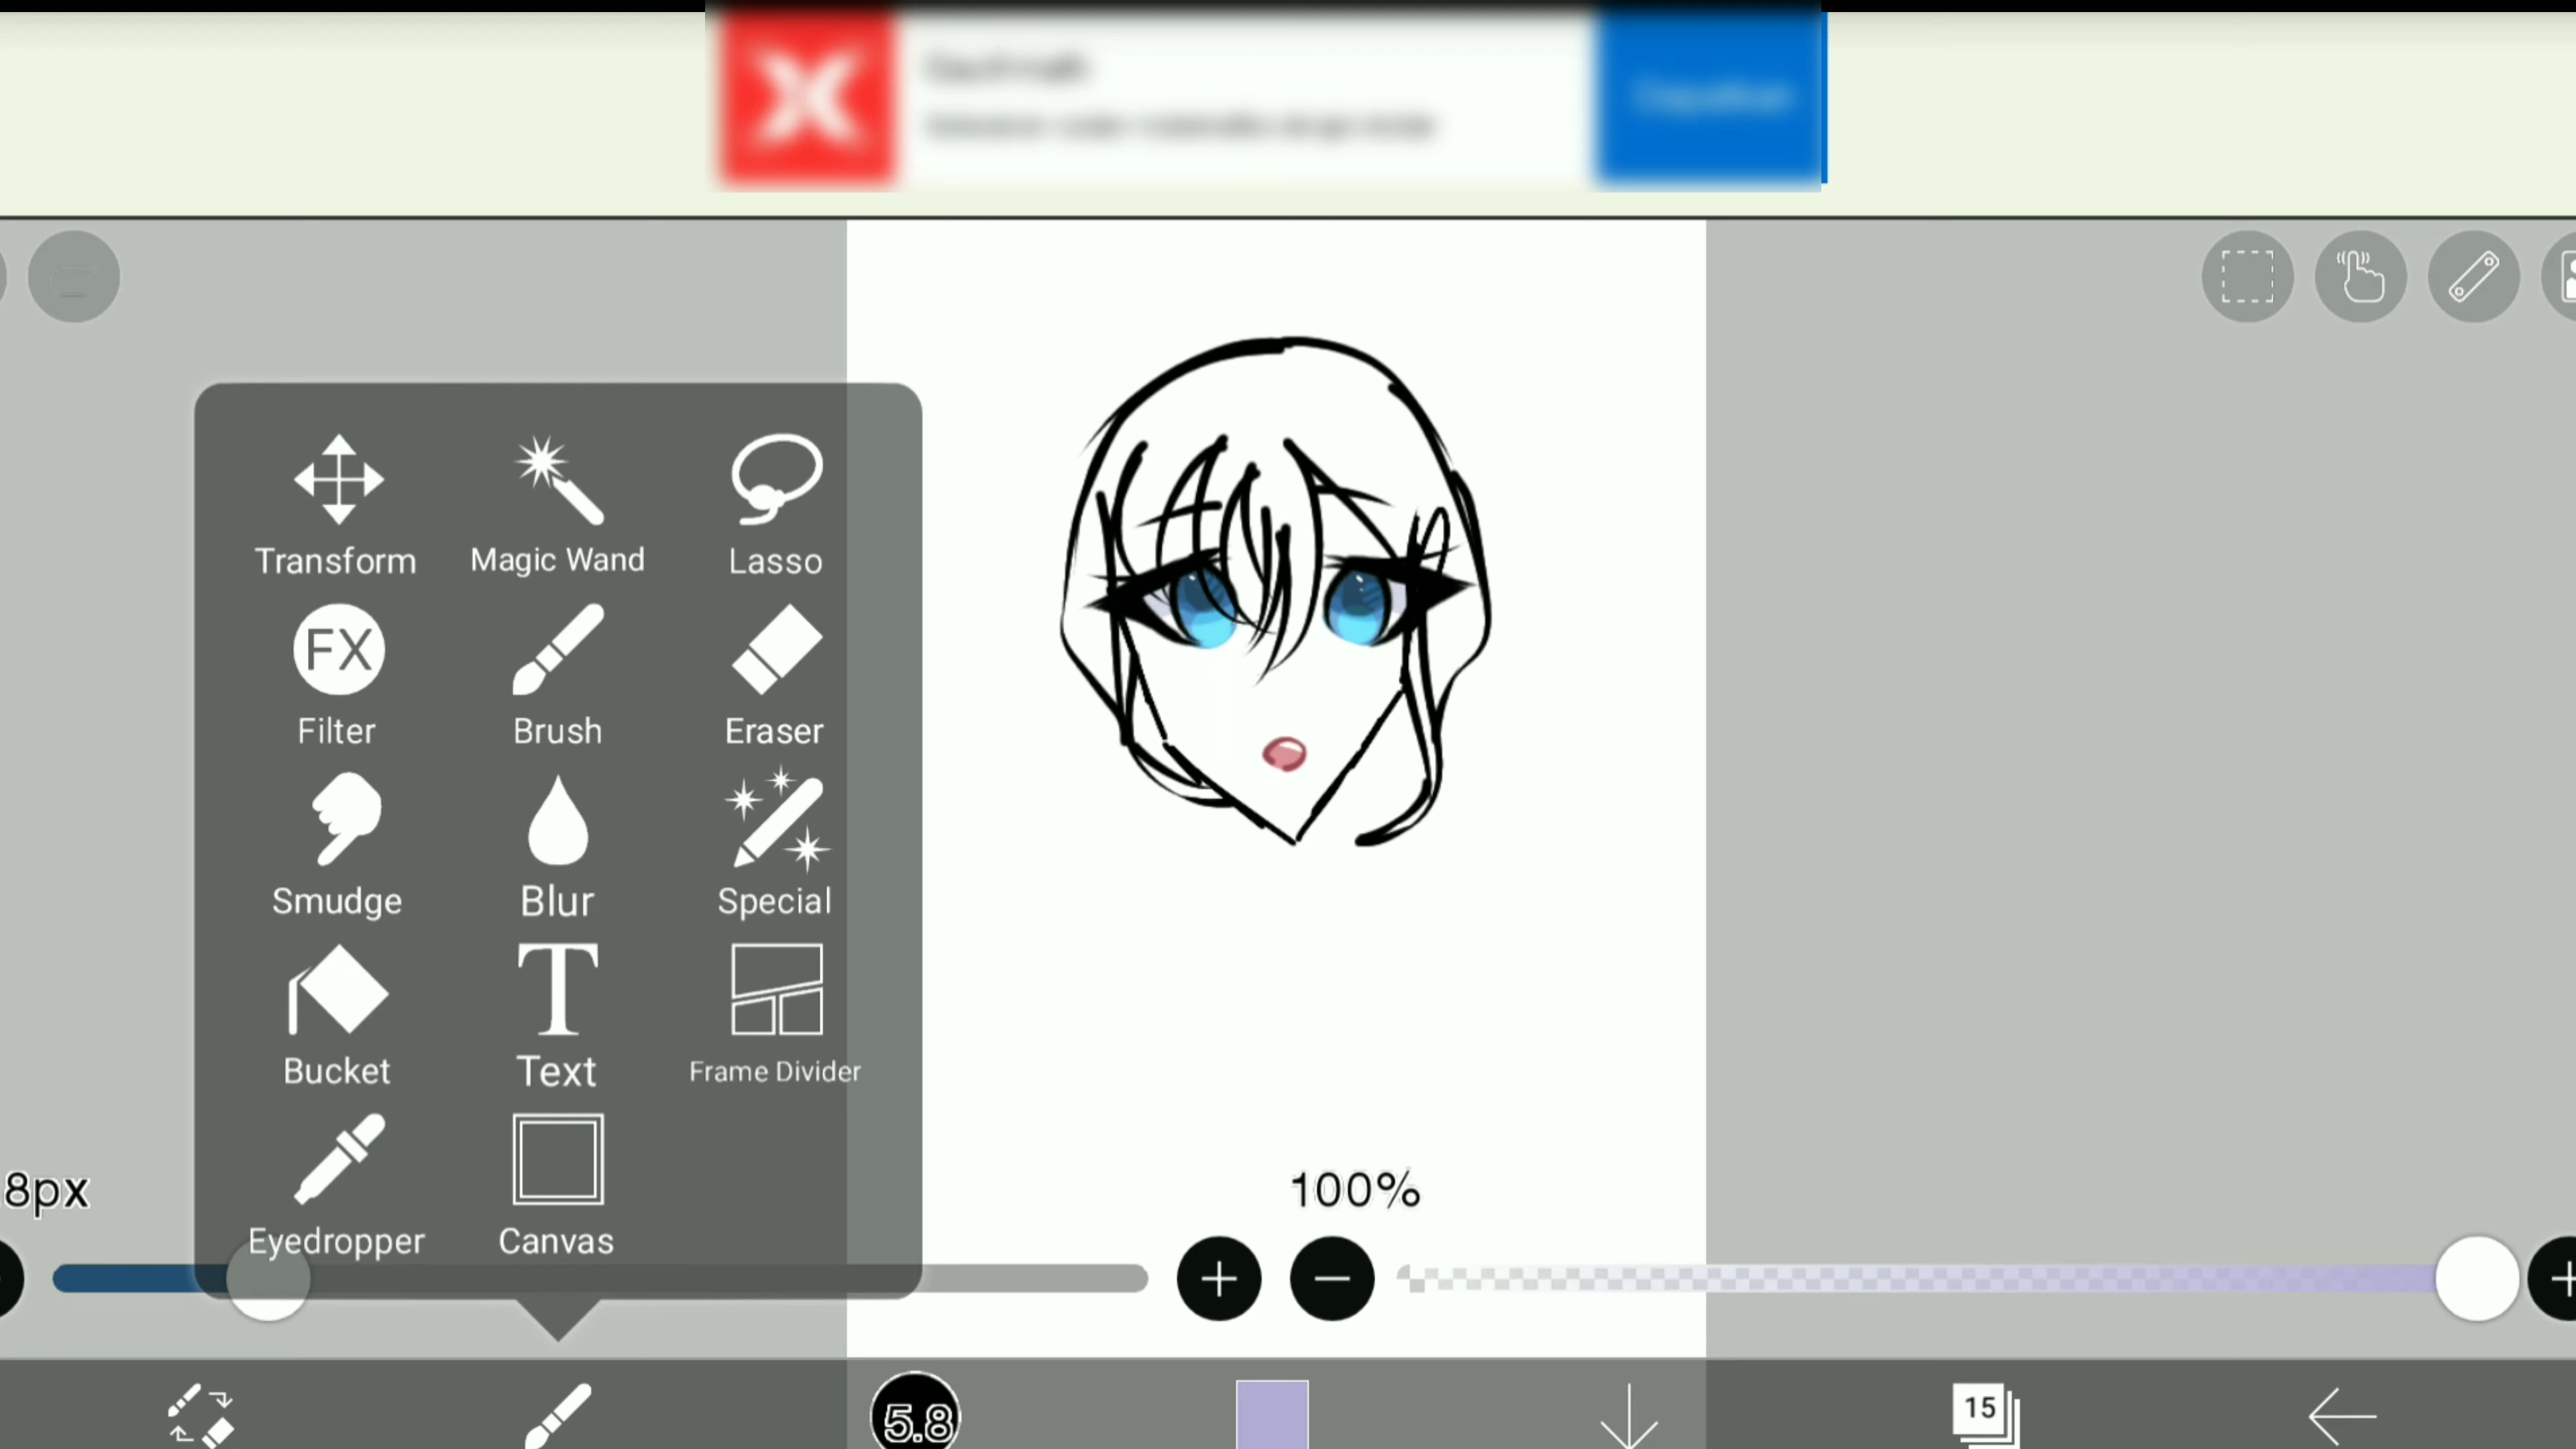 Transform Magic Wand Lasso
FX
Filter Brush Eraser
Smudge Blur Special
T
Bucket Text Frame Divider
8px
100%
Eyedropper Canvas
5.8
15